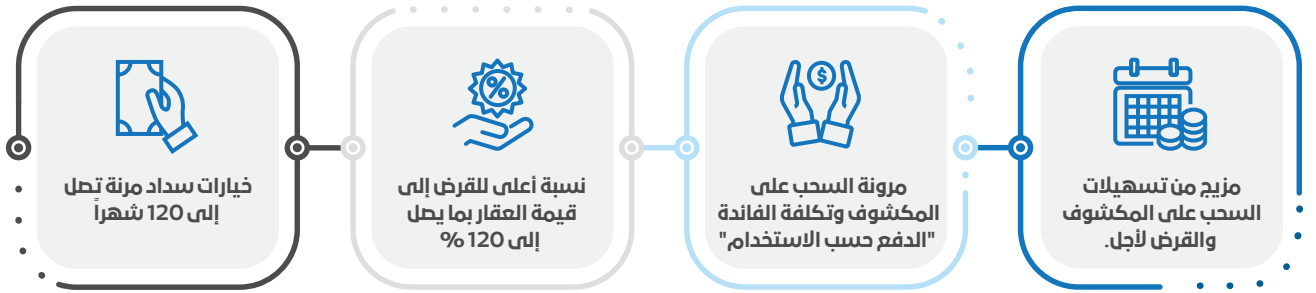 مزيج من تسهيلات
السحب على المكشوف
والقرض لأجل.
مرونة السحب على
المكشوف وتكلفة الفائدة
"الدفع حسب الاستخدام"
نسبة أعلى للقرض إلى
قيمة العقار بما يصل
إلى 120 %
خيارات سداد مرنة تصل
إلى 120 شهراً